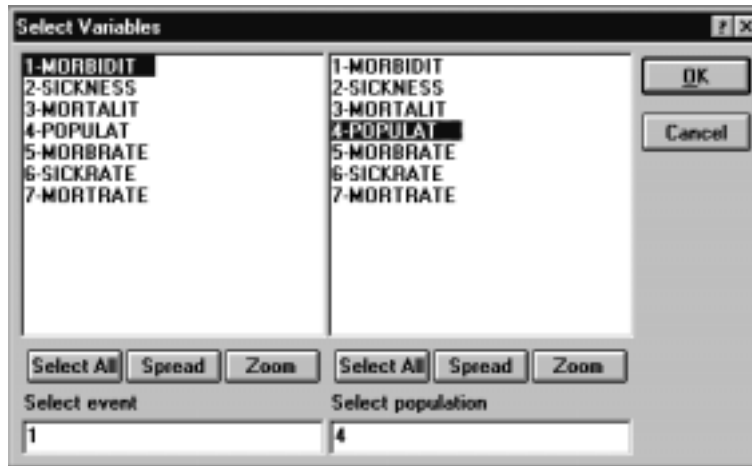 Select Variables
? X
1-MORBIDIT
2-SICKNESS
3-MORTALIT
4-POPULAT
5-MORBRATE
6-SICKRATE
7-MORTRATE
1-MORBIDIT
2-SICKNESS
3-MORTALIT
4-POPULAT
5-MORBRATE
6-SICKRATE
7-MORTRATE
OK
Cancel
Select All Spread Zoom
Select All Spread Zoom
Select event
1
Select population
4